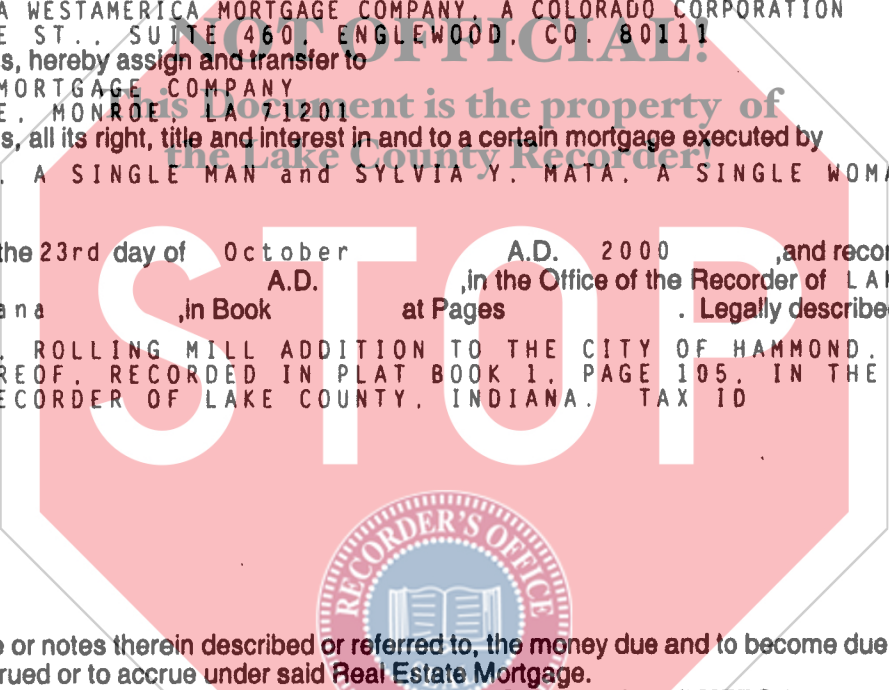 A WESTAMERICA MORTGAGE COMPANY, A COLORADO CORPORATION
E ST., SUITE 460, ENGLEWOOD, CO. 80111
NOT OFFICIAL!
s, hereby assign and transfer to
MORTGAGE COMPANY
This Document is the property of
E, MONROE, LA 71201
s, all its right, title and interest in and to a certain mortgage executed by
the Lake County Recorder!
. A SINGLE MAN and SYLVIA Y. MATA, A SINGLE WOMA
the 23rd day of October A.D. 2000 ,and recor
A.D. ,in the Office of the Recorder of LAK
ana ,in Book at Pages . Legally describe
. ROLLING MILL ADDITION TO THE CITY OF HAMMOND,
REOF, RECORDED IN PLAT BOOK 1, PAGE 105, IN THE
ECORDER OF LAKE COUNTY, INDIANA. TAX ID
STOP
RECORDER'S OFFICE
e or notes therein described or referred to, the money due and to become due
rued or to accrue under said Real Estate Mortgage.